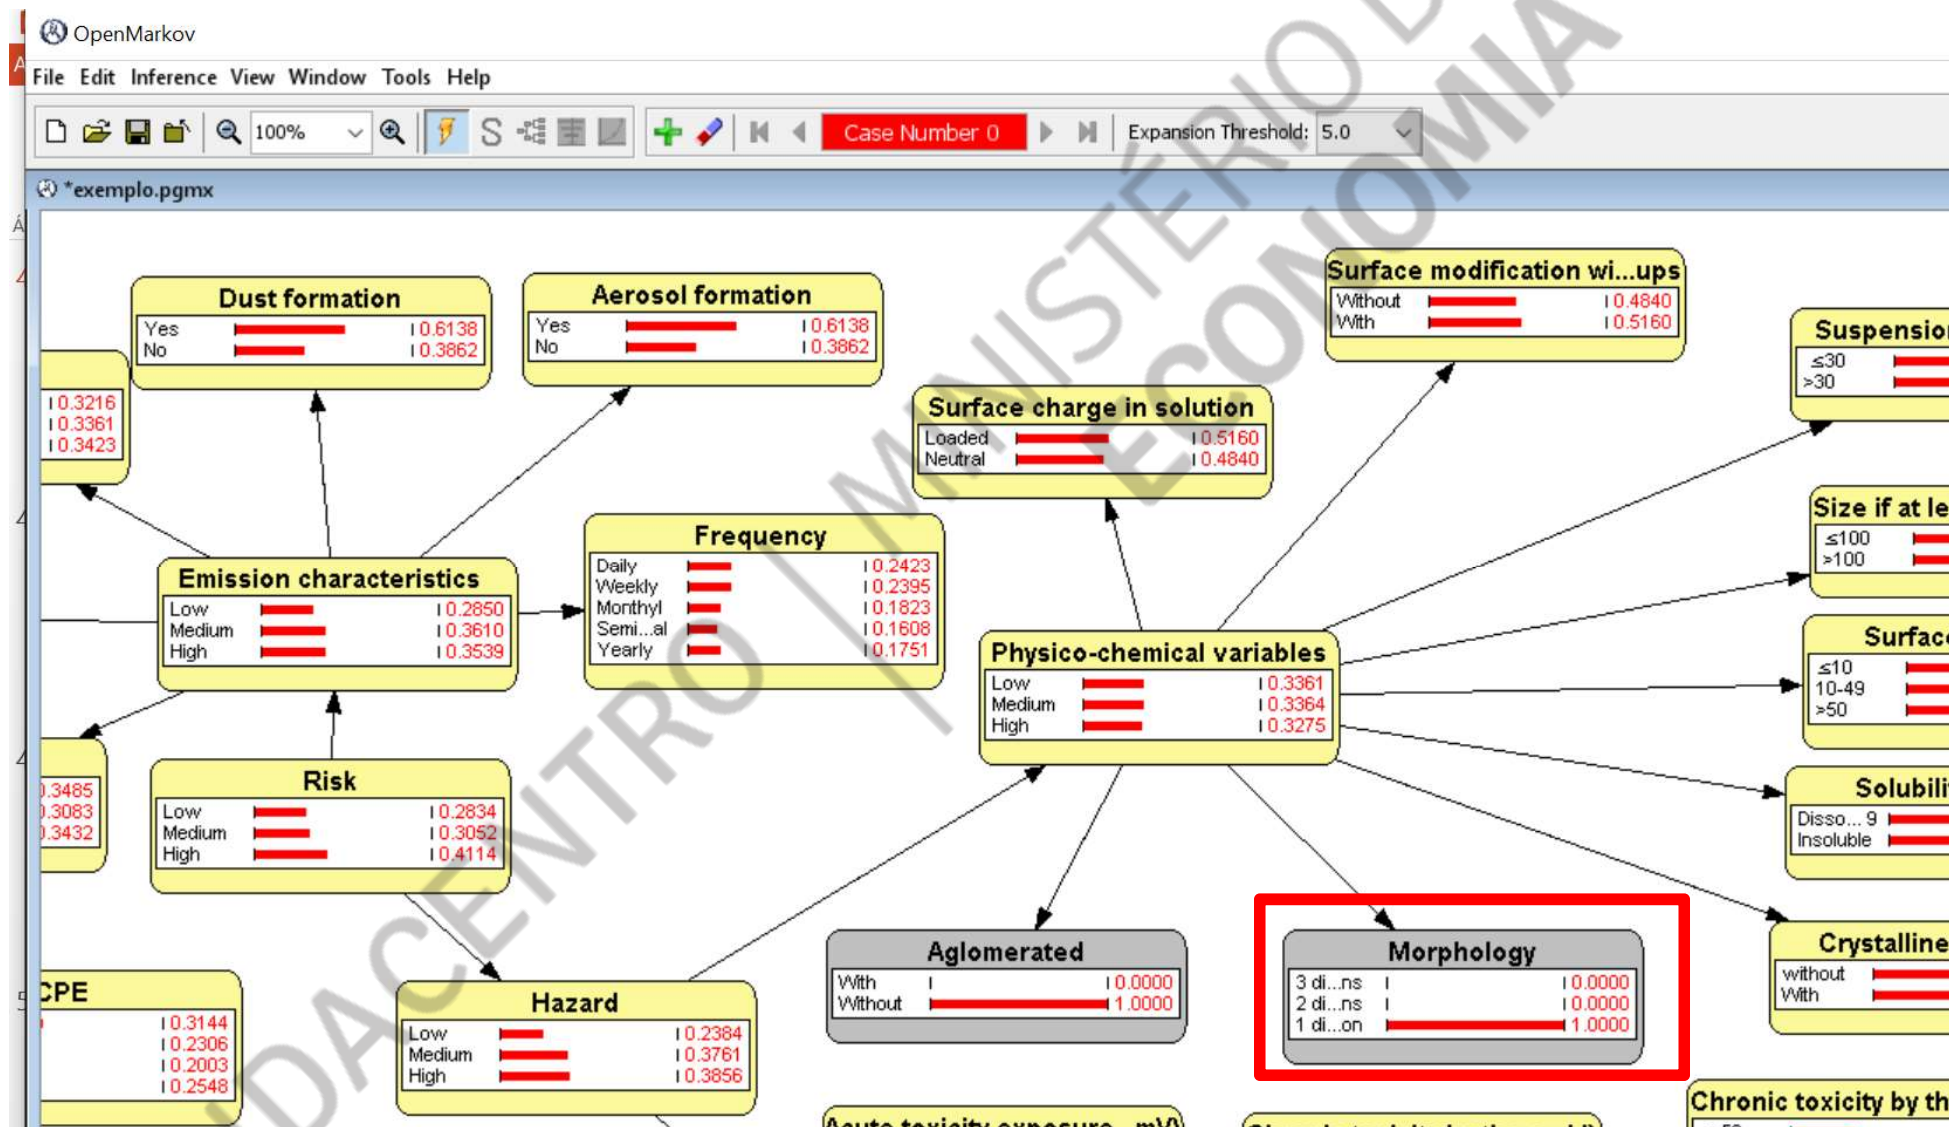 OpenMarkov
File Edit Inference View Window Tools Help
100%
S
Case Number 0
Expansion Threshold: 5.0
*exemplo.pgmx
MINISTÉRIO D
ECONOMIA
DACENTRO
Dust formation
Yes 0.6138
No 0.3862
Aerosol formation
Yes 0.6138
No 0.3862
Surface modification wi...ups
Without 0.4840
With 0.5160
Suspension
≤30
>30
0.3216
0.3361
0.3423
Surface charge in solution
Loaded 0.5160
Neutral 0.4840
Size if at le
≤100
>100
Frequency
Daily 0.2423
Weekly 0.2395
Monthyl 0.1823
Semi...al 0.1608
Yearly 0.1751
Emission characteristics
Low 0.2850
Medium 0.3610
High 0.3539
Physico-chemical variables
Low 0.3361
Medium 0.3364
High 0.3275
Surfac
≤10
10-49
>50
0.3485
0.3083
0.3432
Risk
Low 0.2834
Medium 0.3052
High 0.4114
Solubili
Disso... 9
Insoluble
Aglomerated
With 0.0000
Without 1.0000
Morphology
3 di...ns 0.0000
2 di...ns 0.0000
1 di...on 1.0000
Crystalline
without
With
CPE
0.3144
0.2306
0.2003
0.2548
Hazard
Low 0.2384
Medium 0.3761
High 0.3856
Chronic toxicity by th